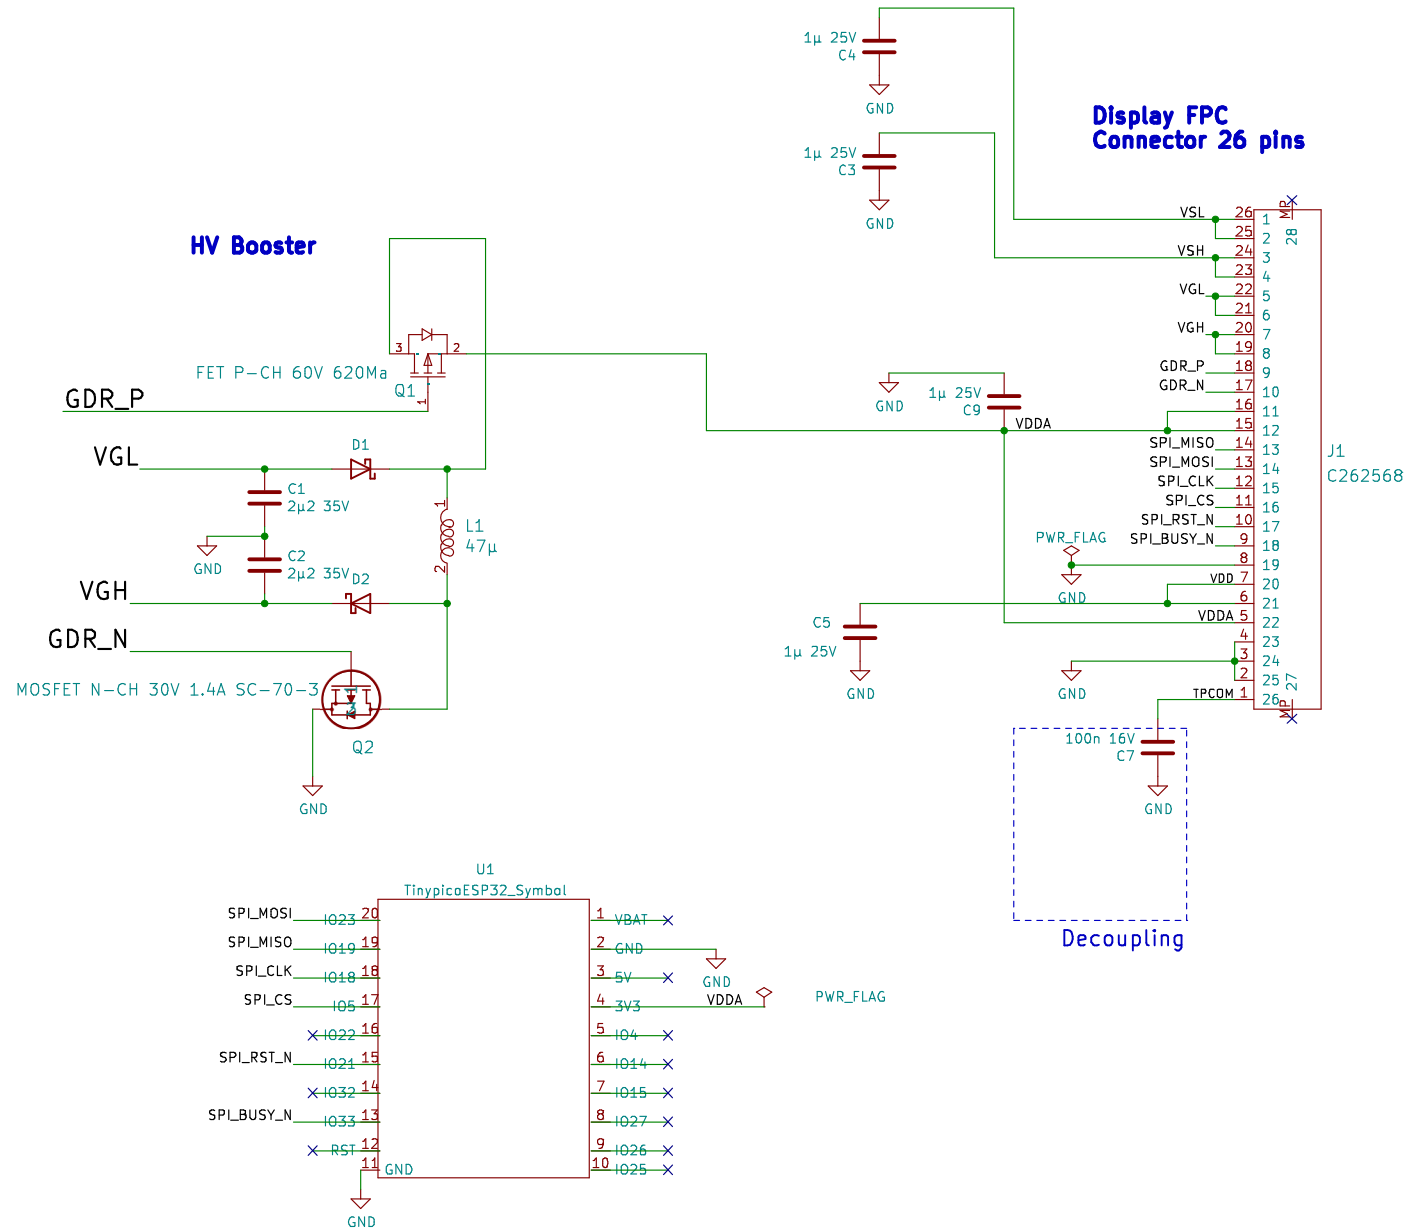 1µ 25V
C4
GND
1µ 25V
C3
GND
Display FPC
Connector 26 pins
HV Booster
3
2
1
FET P-CH 60V 620Ma
Q1
GDR_P
VGL
D1
C1
2µ2 35V
GND
C2
2µ2 35V
D2
VGH
1
L1
47µ
2
GDR_N
MOSFET N-CH 30V 1.4A SC-70-3
3
Q2
GND
GND
1µ 25V
C9
VDDA
PWR_FLAG
GND
C5
1µ 25V
GND
GND
MP
28
VSL 26 1
25 2
VSH 24 3
23 4
VGL 22 5
21 6
VGH 20 7
19 8
GDR_P 18 9
GDR_N 17 10
16 11
15 12
SPI_MISO 14 13
SPI_MOSI 13 14
SPI_CLK 12 15
SPI_CS 11 16
SPI_RST_N 10 17
SPI_BUSY_N 9 18
8 19
VDD 7 20
6 21
VDDA 5 22
4 23
3 24
2 25
TPCOM 1 26
27
MP
J1
C262568
100n 16V
C7
GND
Decoupling
U1
TinypicoESP32_Symbol
SPI_MOSI IO23 20
SPI_MISO IO19 19
SPI_CLK IO18 18
SPI_CS IO5 17
IO22 16
SPI_RST_N IO21 15
IO32 14
SPI_BUSY_N IO33 13
RST 12
11 GND
GND
1 VBAT
2 GND
GND
3 5V
4 3V3 VDDA
PWR_FLAG
5 IO4
6 IO14
7 IO15
8 IO27
9 IO26
10 IO25